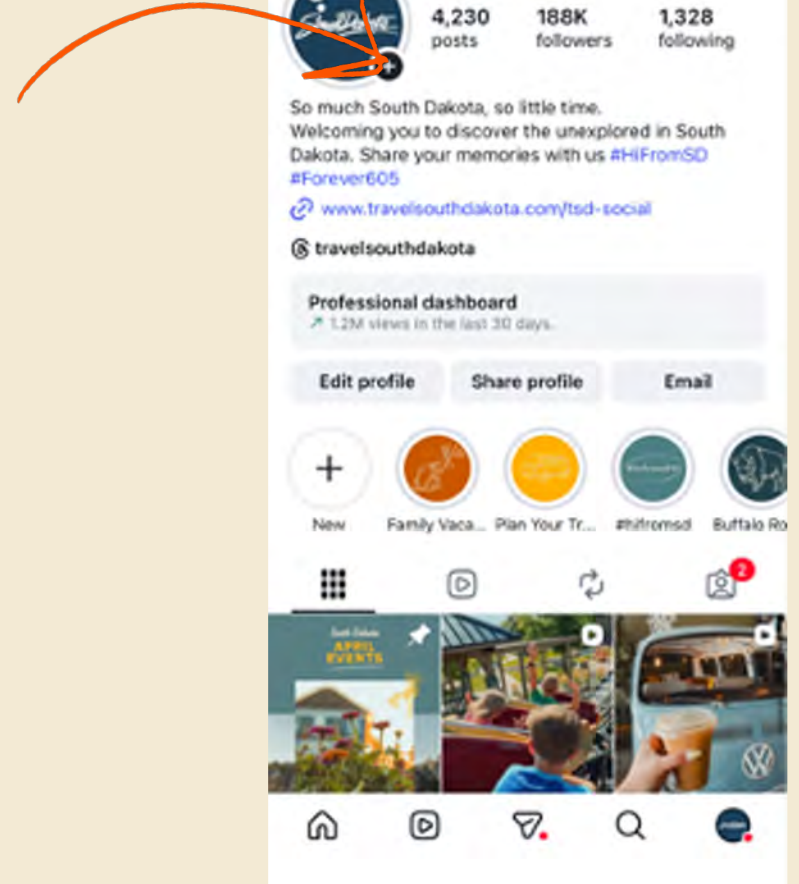 South Dakota
4,230 188K 1,328
posts followers following
So much South Dakota, so little time.
Welcoming you to discover the unexplored in South
Dakota. Share your memories with us #HiFromSD
#Forever605
www.travelsouthdakota.com/tsd-social
travelsouthdakota
Professional dashboard
1.2M views in the last 30 days.
Edit profile Share profile Email
New Family Vaca... Plan Your Tr... #hifromsd Buffalo Ro
2
South Dakota
APRIL
EVENTS